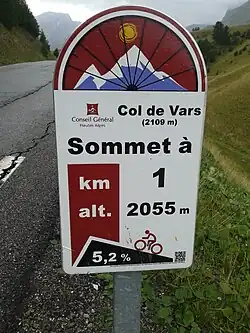 Conseil Général
Hautes Alpes
Col de Vars
(2109 m)
Sommet à
km 1
alt. 2055 m
5,2 %